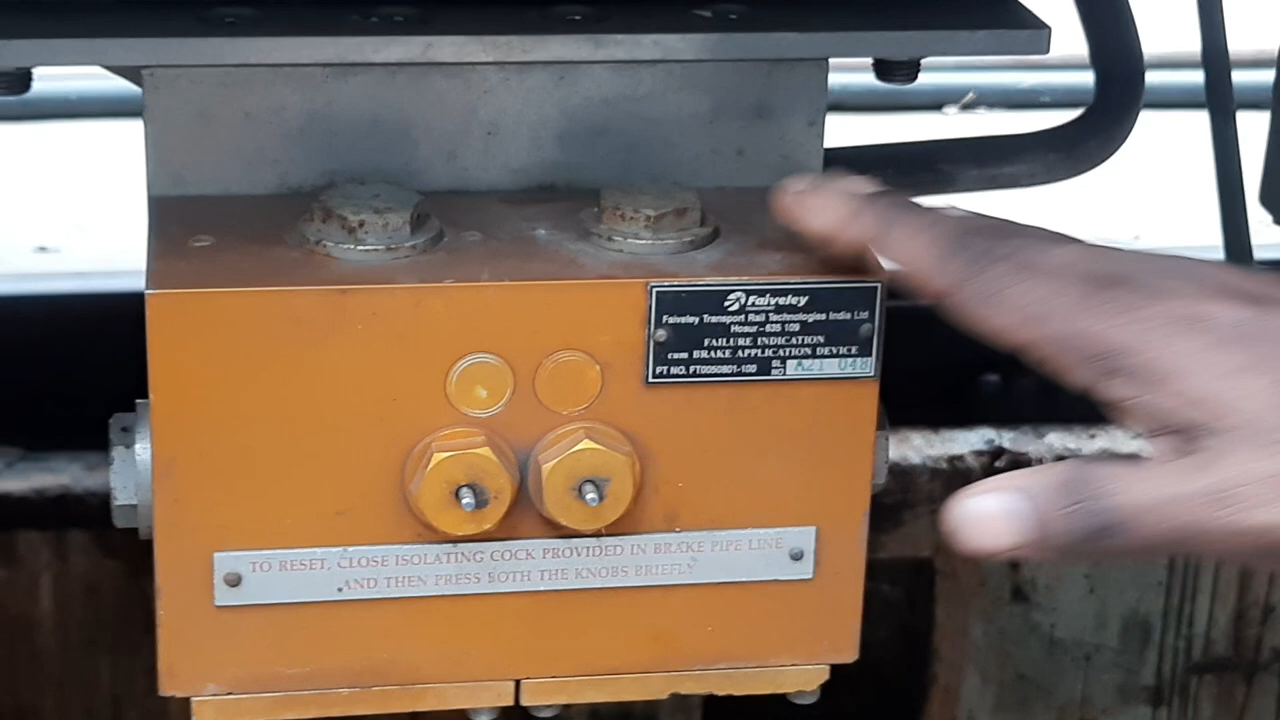 Faiveley
TRANSPORT
Faiveley Transport Rail Technologies India Ltd
Hosur - 635 109
FAILURE INDICATION
cum BRAKE APPLICATION DEVICE
PT NO. FT0050801-100 SL. NO A21 048
TO RESET, CLOSE ISOLATING COCK PROVIDED IN BRAKE PIPE LINE
AND THEN PRESS BOTH THE KNOBS BRIEFLY